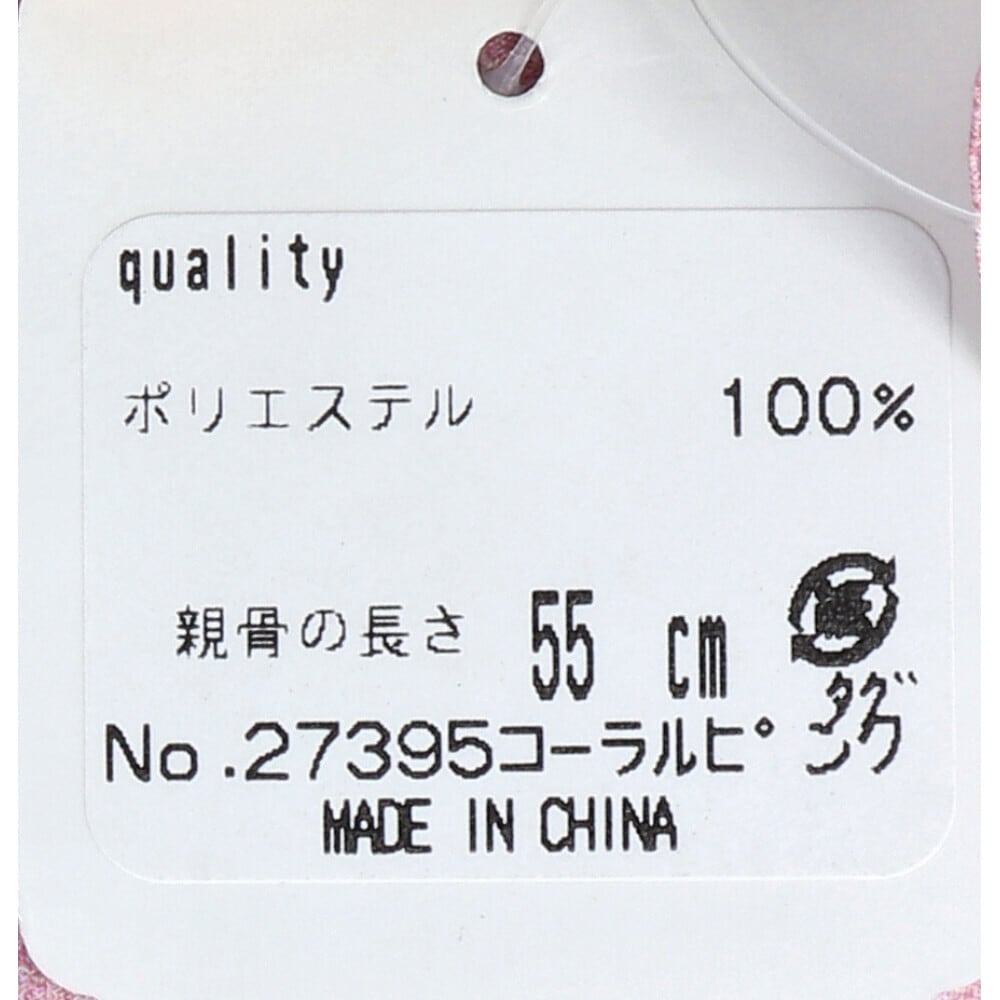 quality
ポリエステル 100%
親骨の長さ 55 cm
タグ
No.27395コーラルピンク
MADE IN CHINA